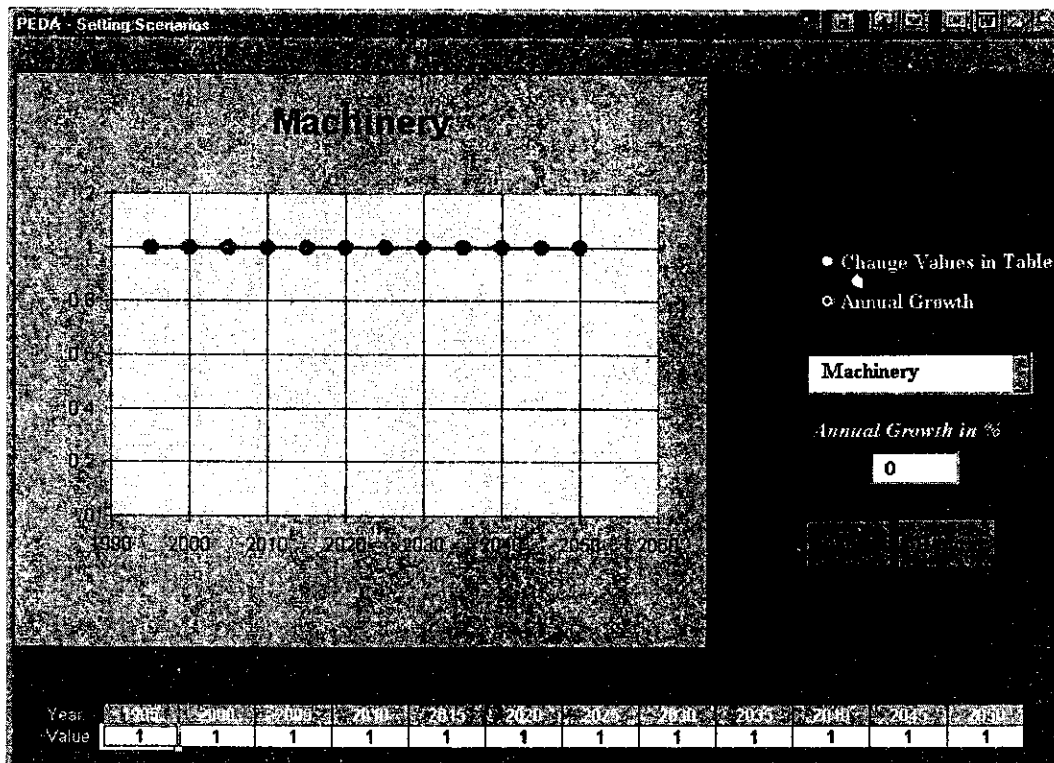 PEDA - Setting Scenarios
Machinery
1.2
1
0.8
0.6
0.4
0.2
0
1990 2000 2010 2020 2030 2040 2050 2060
Change Values in Table
Annual Growth
Machinery
Annual Growth in %
0
Year 1995 2000 2005 2010 2015 2020 2025 2030 2035 2040 2045 2050
Value 1 1 1 1 1 1 1 1 1 1 1 1